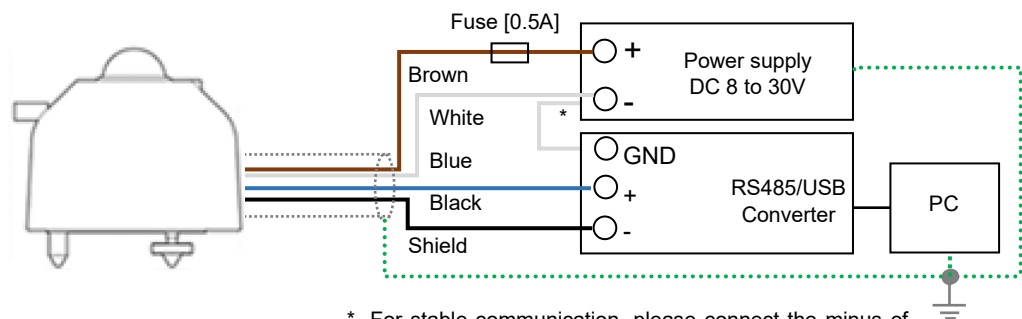 Fuse [0.5A]
+
Power supply
DC 8 to 30V
Brown
-
White
*
Blue
GND
+
RS485/USB
Converter
PC
Black
-
Shield
* For stable communication, please connect the minus of